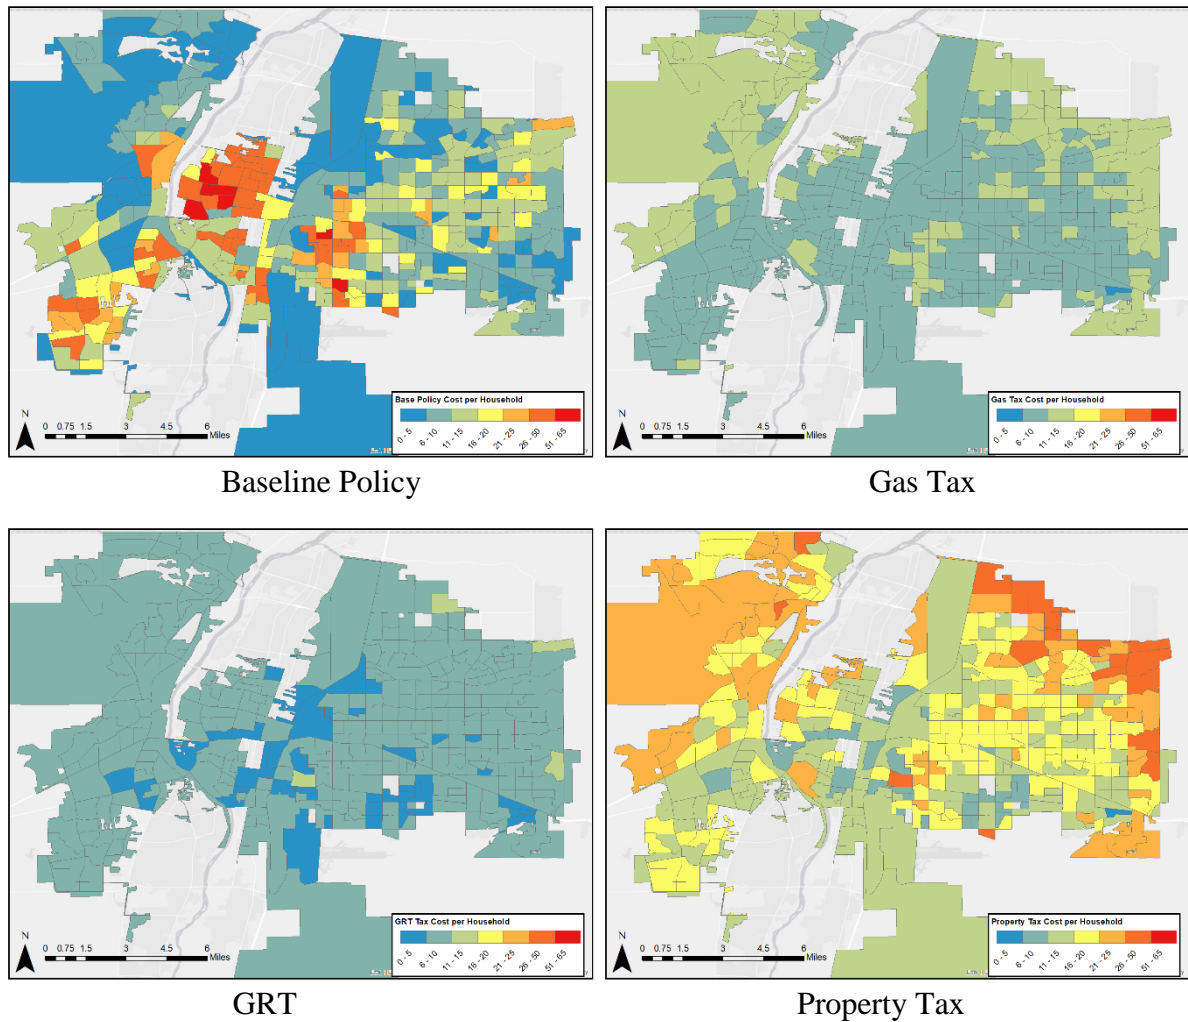 Base Policy Cost per Household
0 - 5
6 - 10
11 - 15
16 - 20
21 - 25
26 - 50
51 - 65
N
0 0.75 1.5 3 4.5 6
Miles
Baseline Policy
Gas Tax Cost per Household
0 - 5
6 - 10
11 - 15
16 - 20
21 - 25
26 - 50
51 - 65
N
0 0.75 1.5 3 4.5 6
Miles
Gas Tax
GRT Tax Cost per Household
0 - 5
6 - 10
11 - 15
16 - 20
21 - 25
26 - 50
51 - 65
N
0 0.75 1.5 3 4.5 6
Miles
GRT
Property Tax Cost per Household
0 - 5
6 - 10
11 - 15
16 - 20
21 - 25
26 - 50
51 - 65
N
0 0.75 1.5 3 4.5 6
Miles
Property Tax